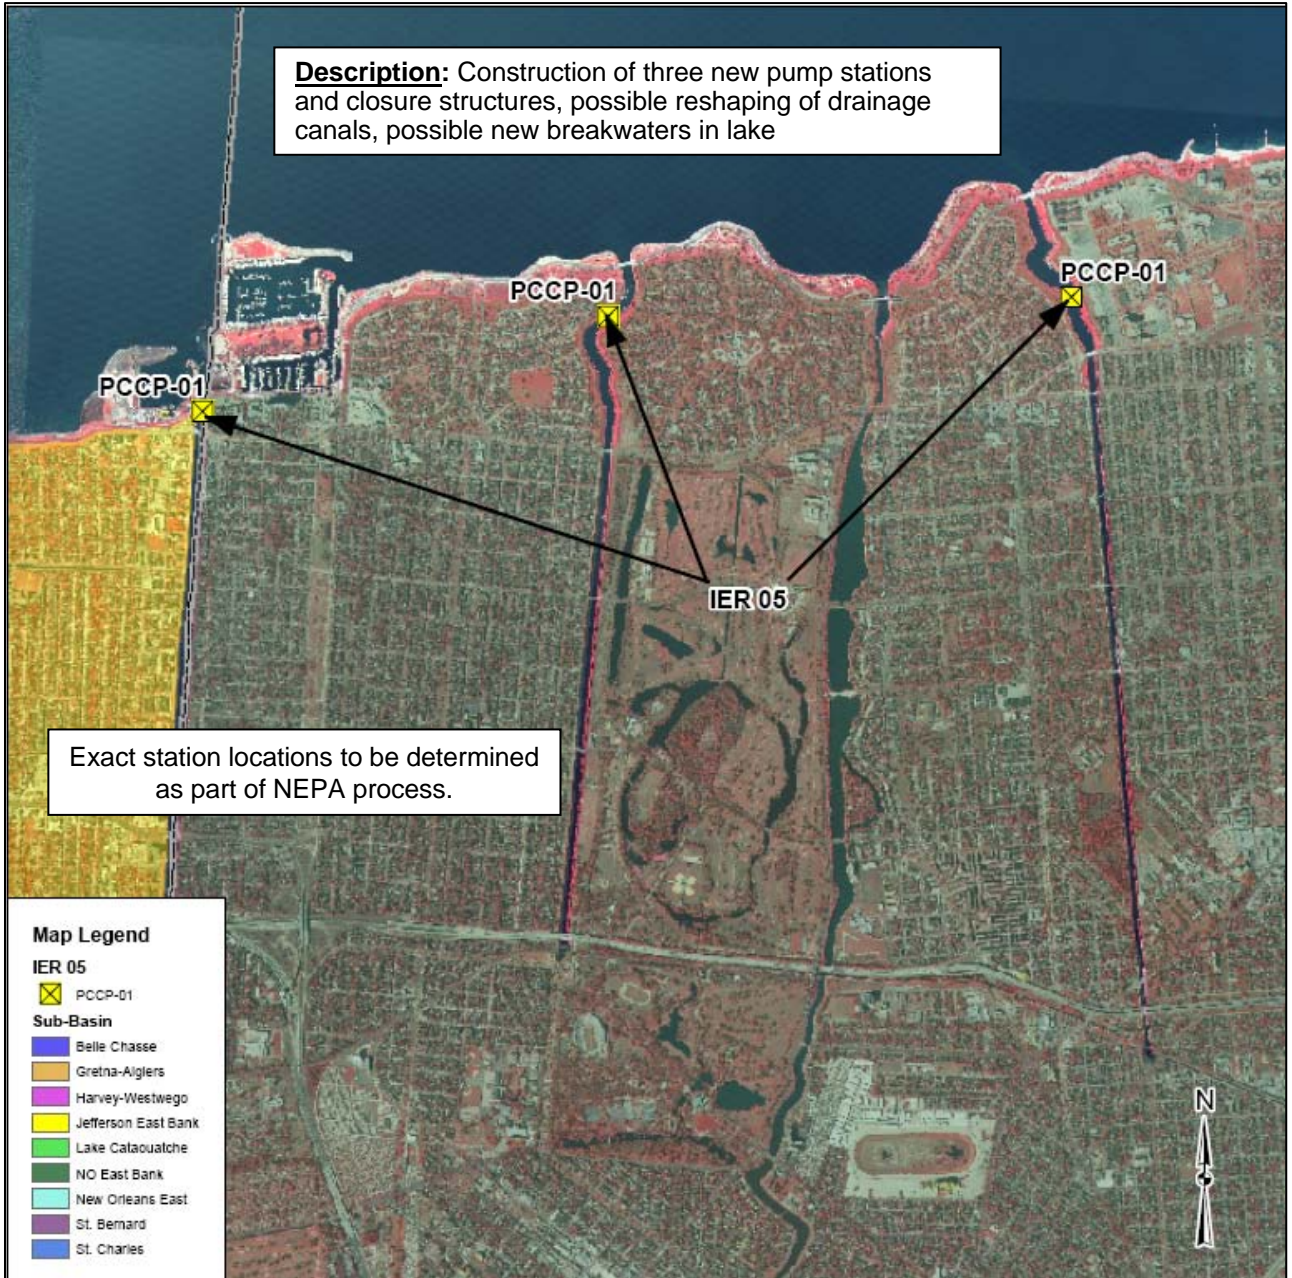 Description: Construction of three new pump stations
and closure structures, possible reshaping of drainage
canals, possible new breakwaters in lake
PCCP-01
PCCP-01
PCCP-01
IER 05
Exact station locations to be determined
as part of NEPA process.
Map Legend
IER 05
PCCP-01
Sub-Basin
Belle Chasse
Gretna-Algiers
Harvey-Westwego
Jefferson East Bank
Lake Cataouatche
NO East Bank
New Orleans East
St. Bernard
St. Charles
N